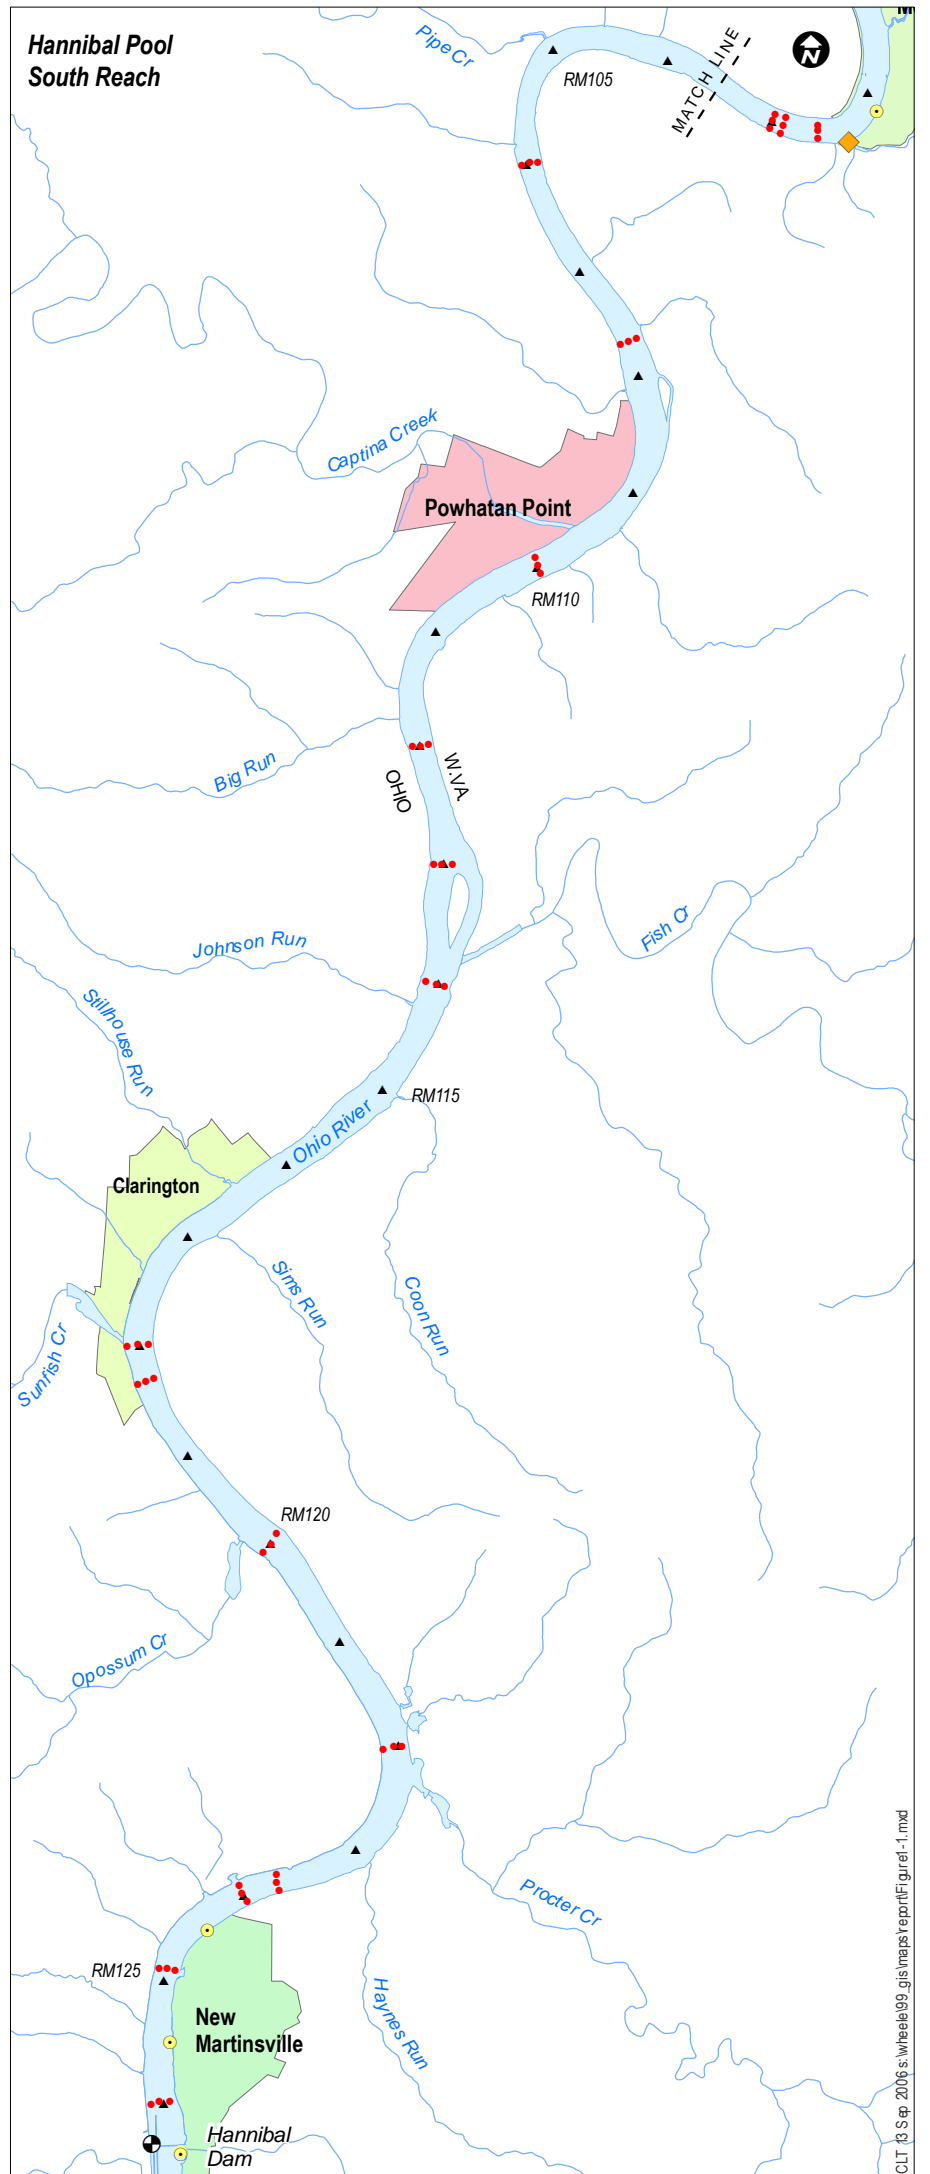 Hannibal Pool
South Reach
Pipe Cr
RM105
MATCH LINE
N
Captina Creek
Powhatan Point
RM110
Big Run
OHIO
W.VA
Johnson Run
Fish Cr
Stillhouse Run
RM115
Ohio River
Clarington
Sims Run
Coon Run
Sunfish Cr
RM120
Opossum Cr
Procter Cr
RM125
Haynes Run
New
Martinsville
Hannibal
Dam
CLT 13 Sep 2006 s:\wheele\99_gis\maps\report\Figure1-1.mxd